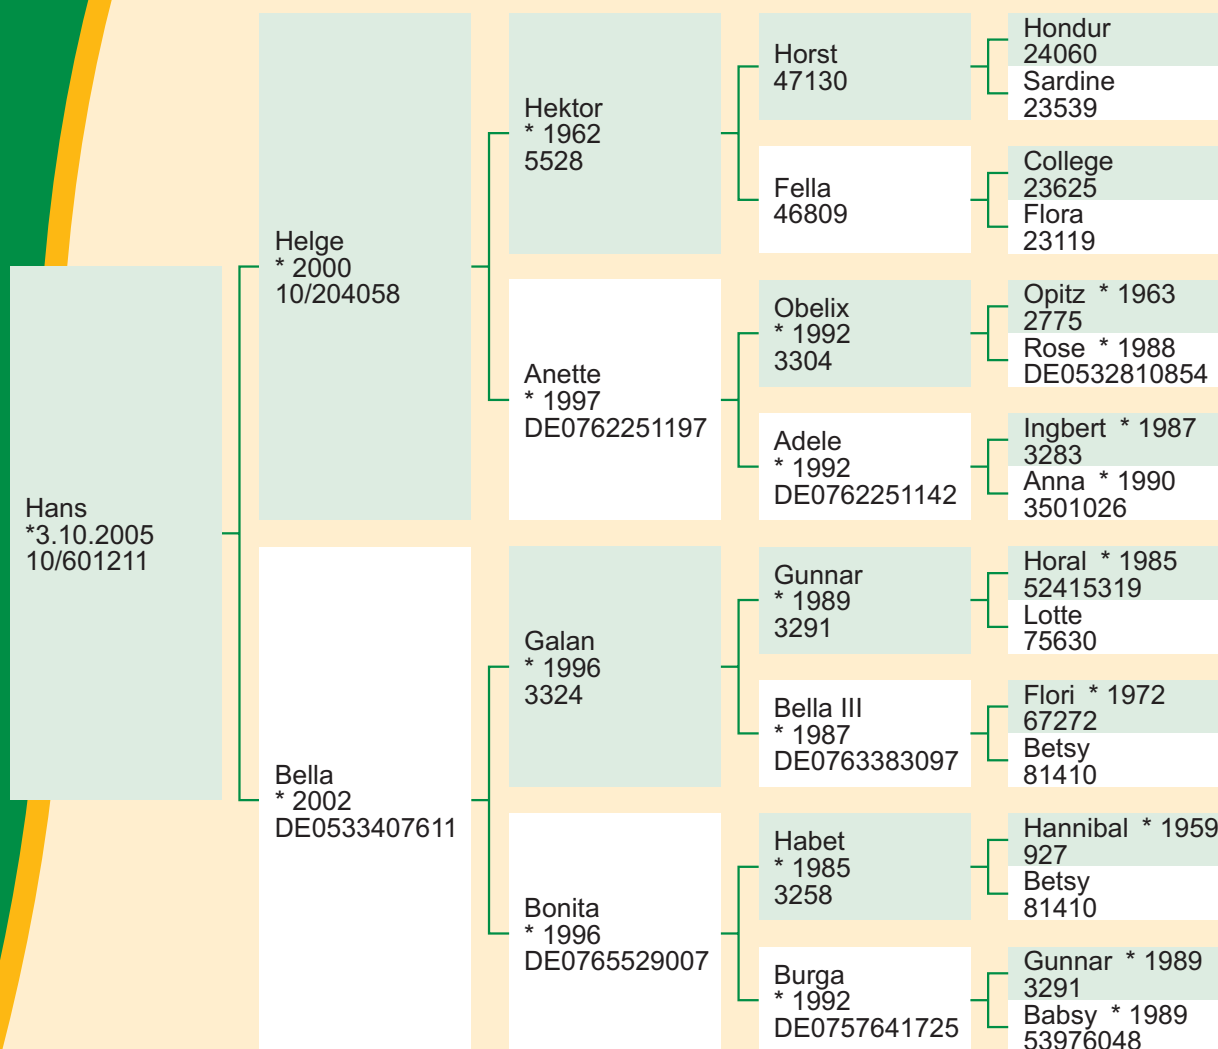 Hans
*3.10.2005
10/601211
Helge
* 2000
10/204058
Bella
* 2002
DE0533407611
Hektor
* 1962
5528
Anette
* 1997
DE0762251197
Galan
* 1996
3324
Bonita
* 1996
DE0765529007
Horst
47130
Fella
46809
Obelix
* 1992
3304
Adele
* 1992
DE0762251142
Gunnar
* 1989
3291
Bella III
* 1987
DE0763383097
Habet
* 1985
3258
Burga
* 1992
DE0757641725
Hondur
24060
Sardine
23539
College
23625
Flora
23119
Opitz * 1963
2775
Rose * 1988
DE0532810854
Ingbert * 1987
3283
Anna * 1990
3501026
Horal * 1985
52415319
Lotte
75630
Flori * 1972
67272
Betsy
81410
Hannibal * 1959
927
Betsy
81410
Gunnar * 1989
3291
Babsy * 1989
53976048